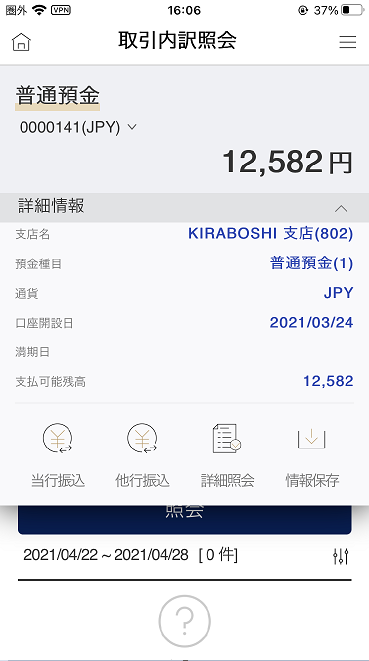 圏外 VPN 16:06 37%
取引内訳照会
普通預金
0000141(JPY)
12,582 円
詳細情報
支店名 KIRABOSHI 支店(802)
預金種目 普通預金(1)
通貨 JPY
口座開設日 2021/03/24
満期日
支払可能残高 12,582
当行振込 他行振込 詳細照会 情報保存
照会
2021/04/22～2021/04/28 [0 件]
?